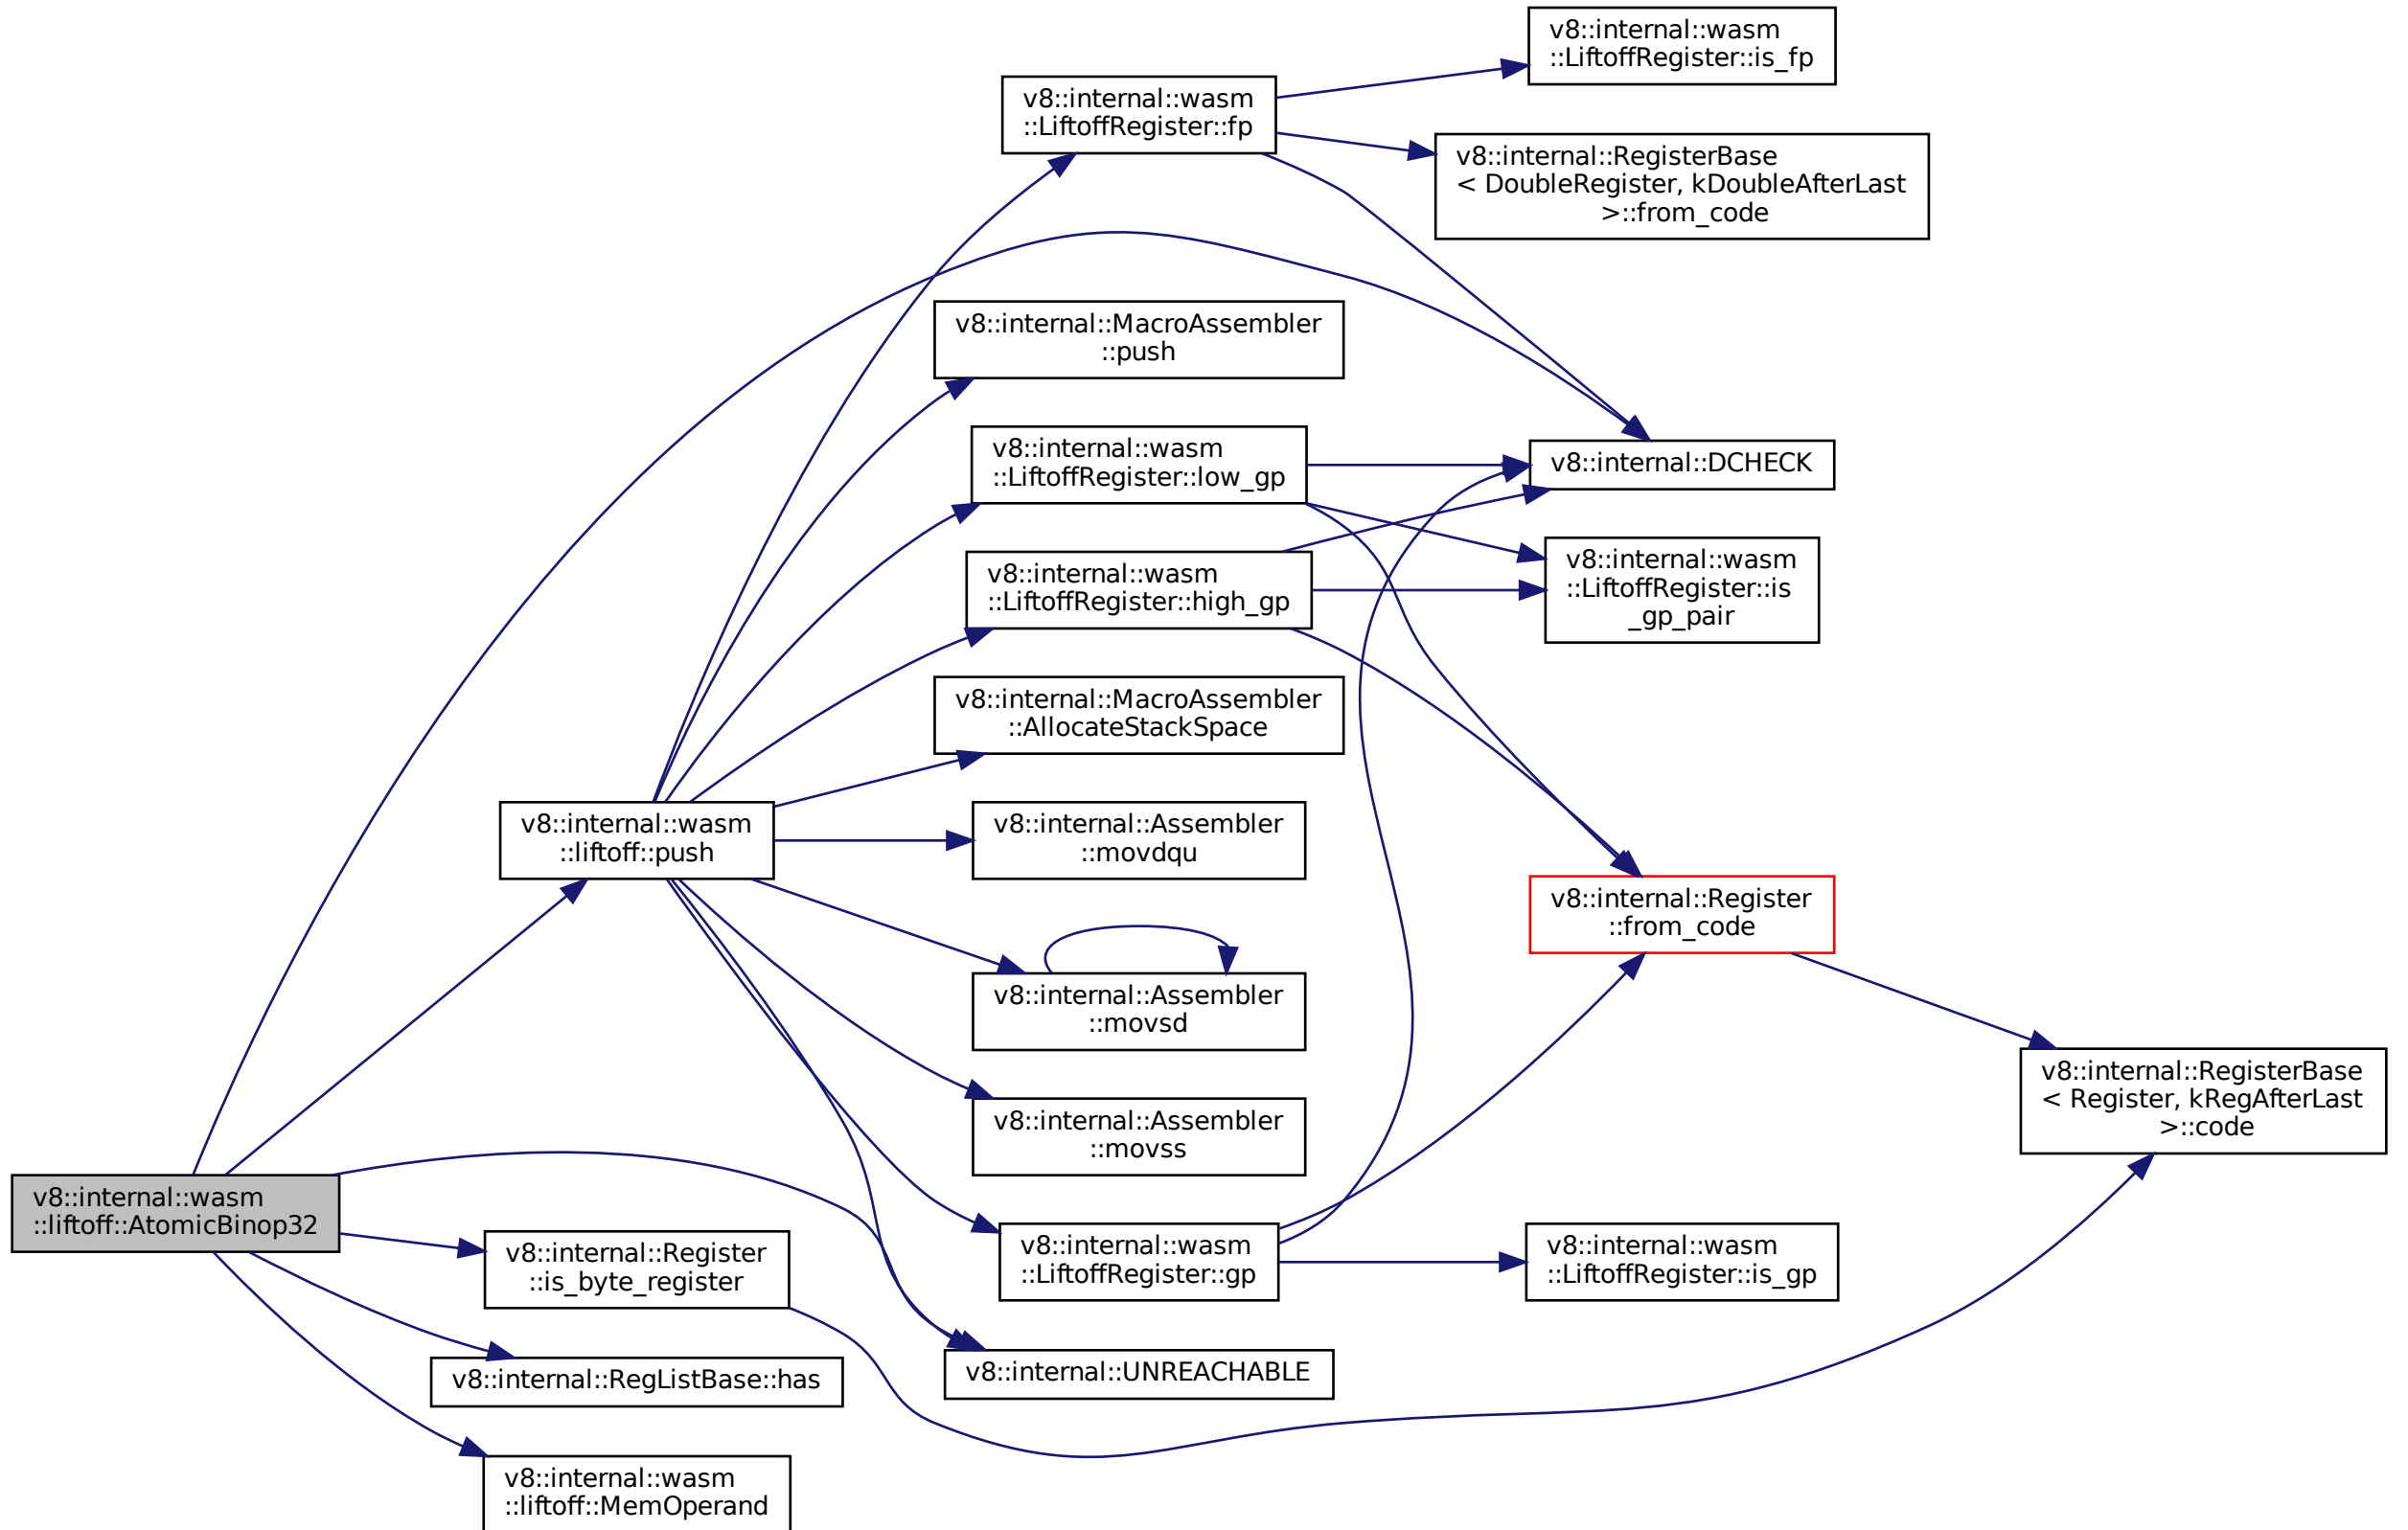 v8::internal::wasm
::LiftoffRegister::is_fp
v8::internal::wasm
::LiftoffRegister::fp
v8::internal::RegisterBase
< DoubleRegister, kDoubleAfterLast
>::from_code
v8::internal::MacroAssembler
::push
v8::internal::wasm
::LiftoffRegister::low_gp
v8::internal::DCHECK
v8::internal::wasm
::LiftoffRegister::high_gp
v8::internal::wasm
::LiftoffRegister::is
_gp_pair
v8::internal::MacroAssembler
::AllocateStackSpace
v8::internal::wasm
::liftoff::push
v8::internal::Assembler
::movdqu
v8::internal::Register
::from_code
v8::internal::Assembler
::movsd
v8::internal::RegisterBase
< Register, kRegAfterLast
>::code
v8::internal::Assembler
::movss
v8::internal::wasm
::liftoff::AtomicBinop32
v8::internal::Register
::is_byte_register
v8::internal::wasm
::LiftoffRegister::gp
v8::internal::wasm
::LiftoffRegister::is_gp
v8::internal::RegListBase::has
v8::internal::UNREACHABLE
v8::internal::wasm
::liftoff::MemOperand